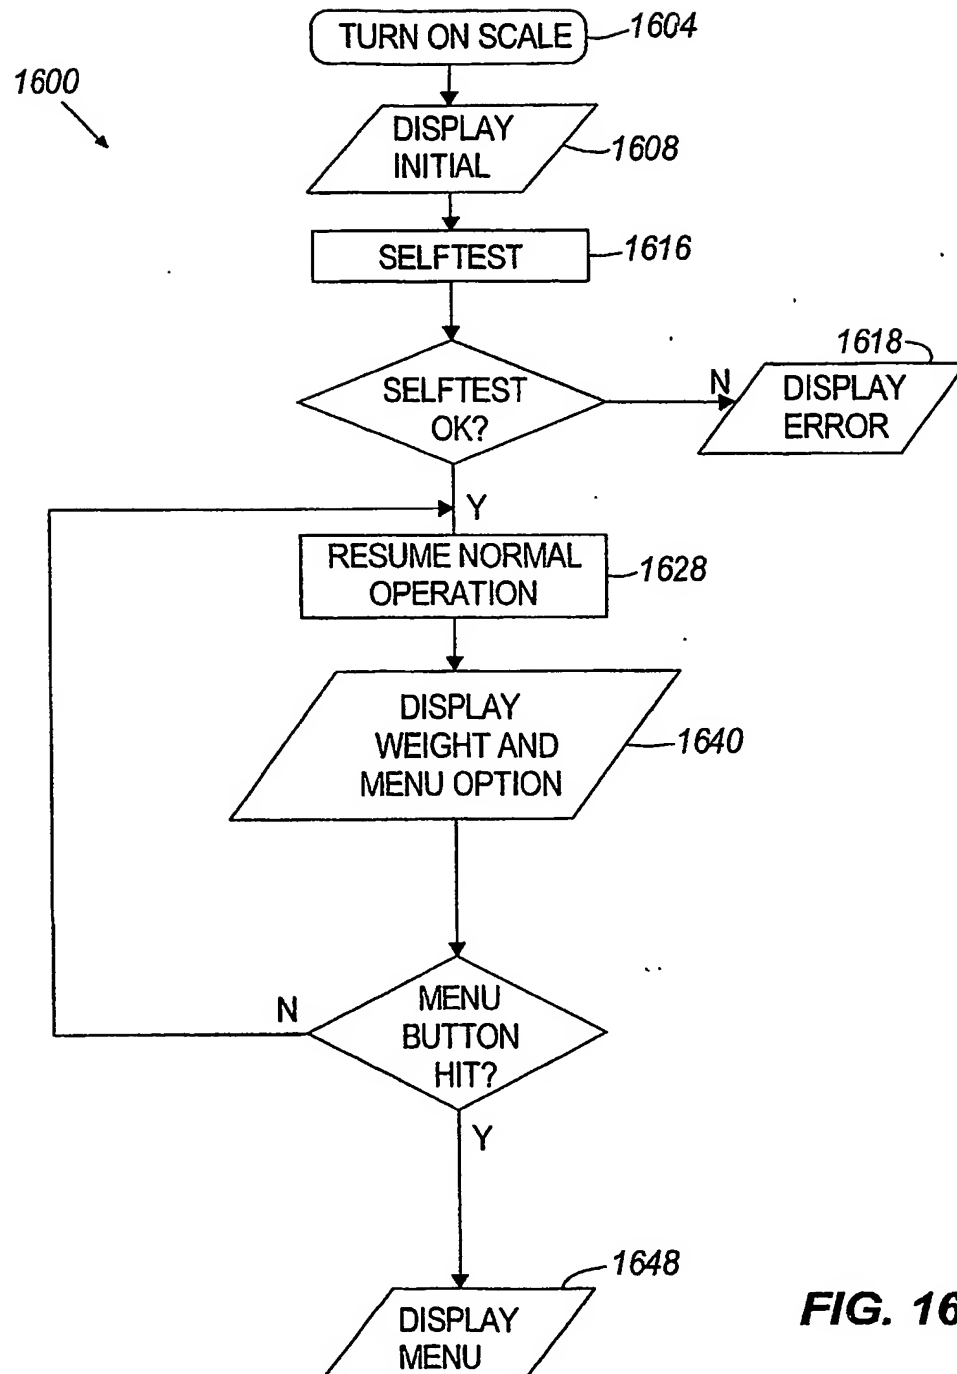 TURN ON SCALE
1604
1600
DISPLAY
INITIAL
1608
SELFTEST
1616
SELFTEST
OK?
N
1618
DISPLAY
ERROR
Y
RESUME NORMAL
OPERATION
1628
DISPLAY
WEIGHT AND
MENU OPTION
1640
N
MENU
BUTTON
HIT?
Y
1648
DISPLAY
MENU
FIG. 16